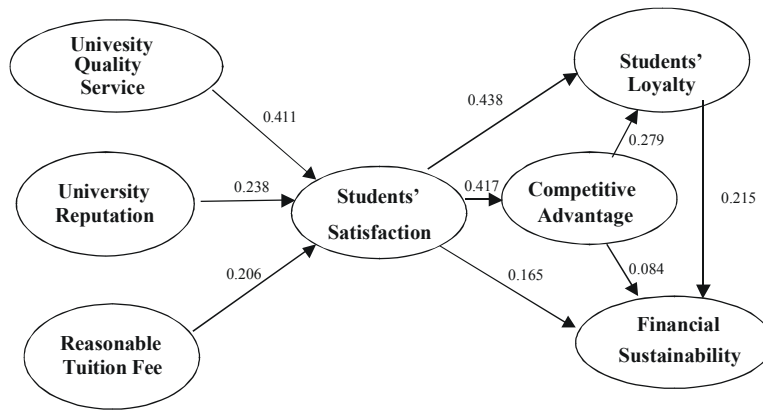 Univesity
Quality
Service
Students'
Loyalty
0.438
0.411
0.279
University
Reputation
0.238
Students'
Satisfaction
0.417
Competitive
Advantage
0.215
0.206
0.165
0.084
Reasonable
Tuition Fee
Financial
Sustainability